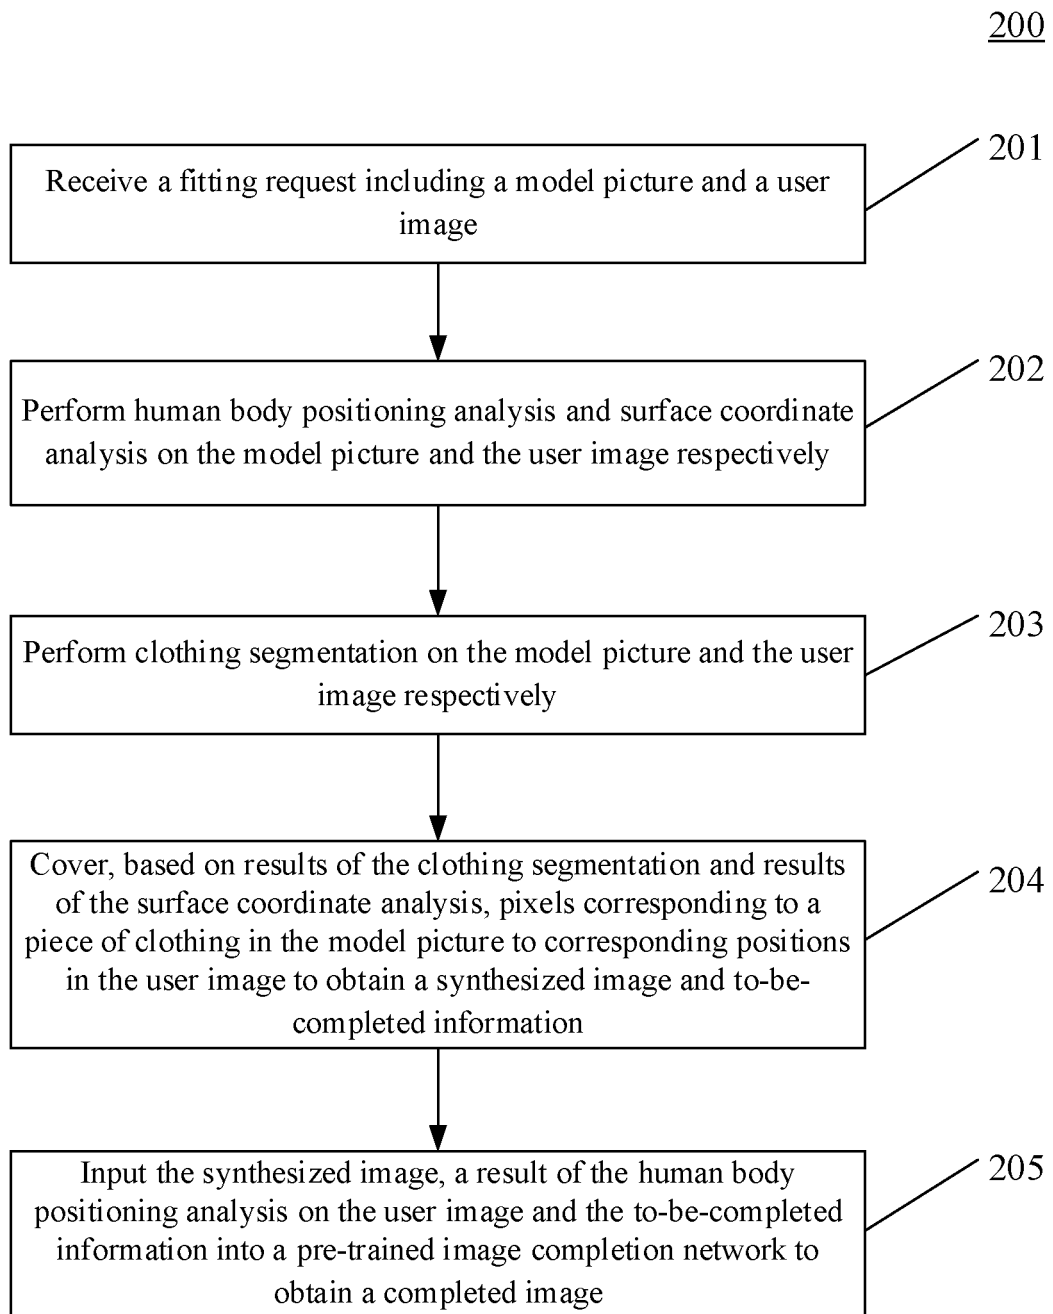 200
201
Receive a fitting request including a model picture and a user
image
202
Perform human body positioning analysis and surface coordinate
analysis on the model picture and the user image respectively
203
Perform clothing segmentation on the model picture and the user
image respectively
204
Cover, based on results of the clothing segmentation and results
of the surface coordinate analysis, pixels corresponding to a
piece of clothing in the model picture to corresponding positions
in the user image to obtain a synthesized image and to-be-
completed information
205
Input the synthesized image, a result of the human body
positioning analysis on the user image and the to-be-completed
information into a pre-trained image completion network to
obtain a completed image